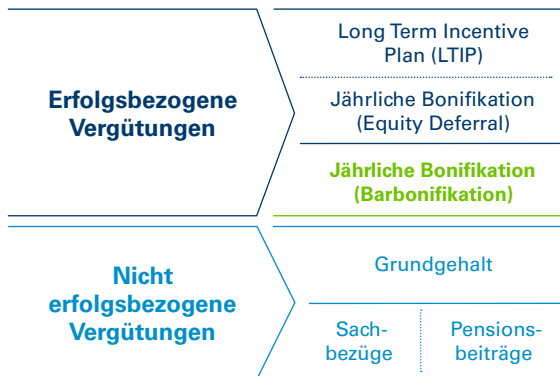 Erfolgsbezogene
Vergütungen
Long Term Incentive
Plan (LTIP)
Jährliche Bonifikation
(Equity Deferral)
Jährliche Bonifikation
(Barbonifikation)
Nicht
erfolgsbezogene
Vergütungen
Grundgehalt
Sach-
bezüge
Pensions-
beiträge